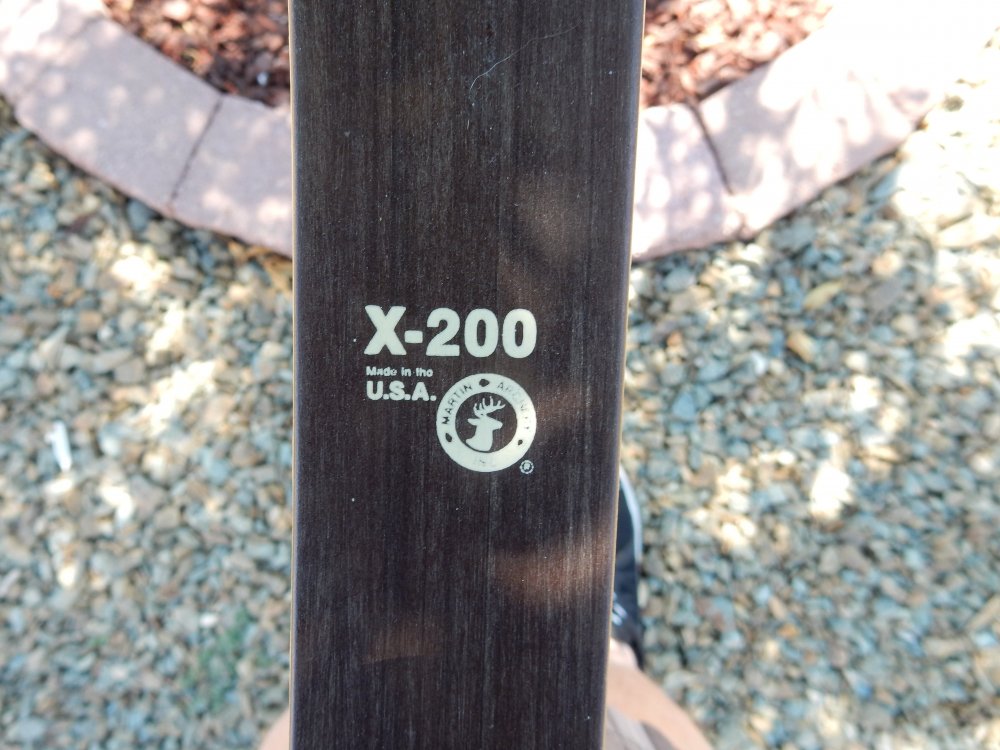 X-200
Made in the
U.S.A.
MARTIN ARCHERY
®